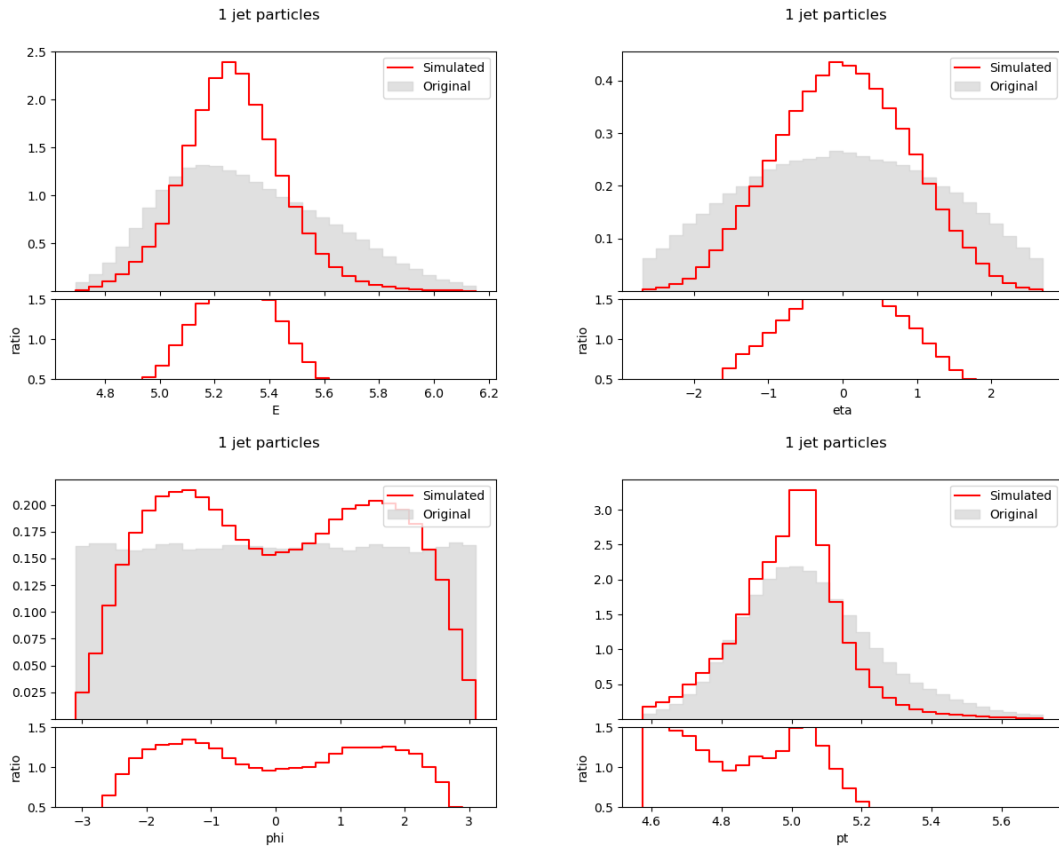 1 jet particles
2.5
2.0
1.5
1.0
0.5
Simulated
Original
1.5
1.0
0.5
ratio
4.8 5.0 5.2 5.4 5.6 5.8 6.0 6.2
E
1 jet particles
0.4
0.3
0.2
0.1
Simulated
Original
1.5
1.0
0.5
ratio
−2 −1 0 1 2
eta
1 jet particles
0.200
0.175
0.150
0.125
0.100
0.075
0.050
0.025
Simulated
Original
1.5
1.0
0.5
ratio
−3 −2 −1 0 1 2 3
phi
1 jet particles
3.0
2.5
2.0
1.5
1.0
0.5
Simulated
Original
1.5
1.0
0.5
ratio
4.6 4.8 5.0 5.2 5.4 5.6
pt